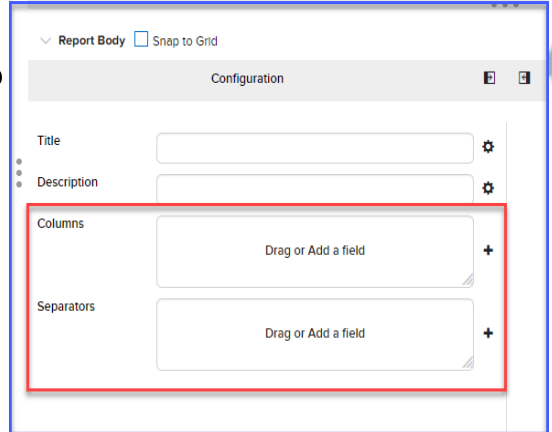 Report Body Snap to Grid
Configuration
Title
Description
Columns
Drag or Add a field
Separators
Drag or Add a field